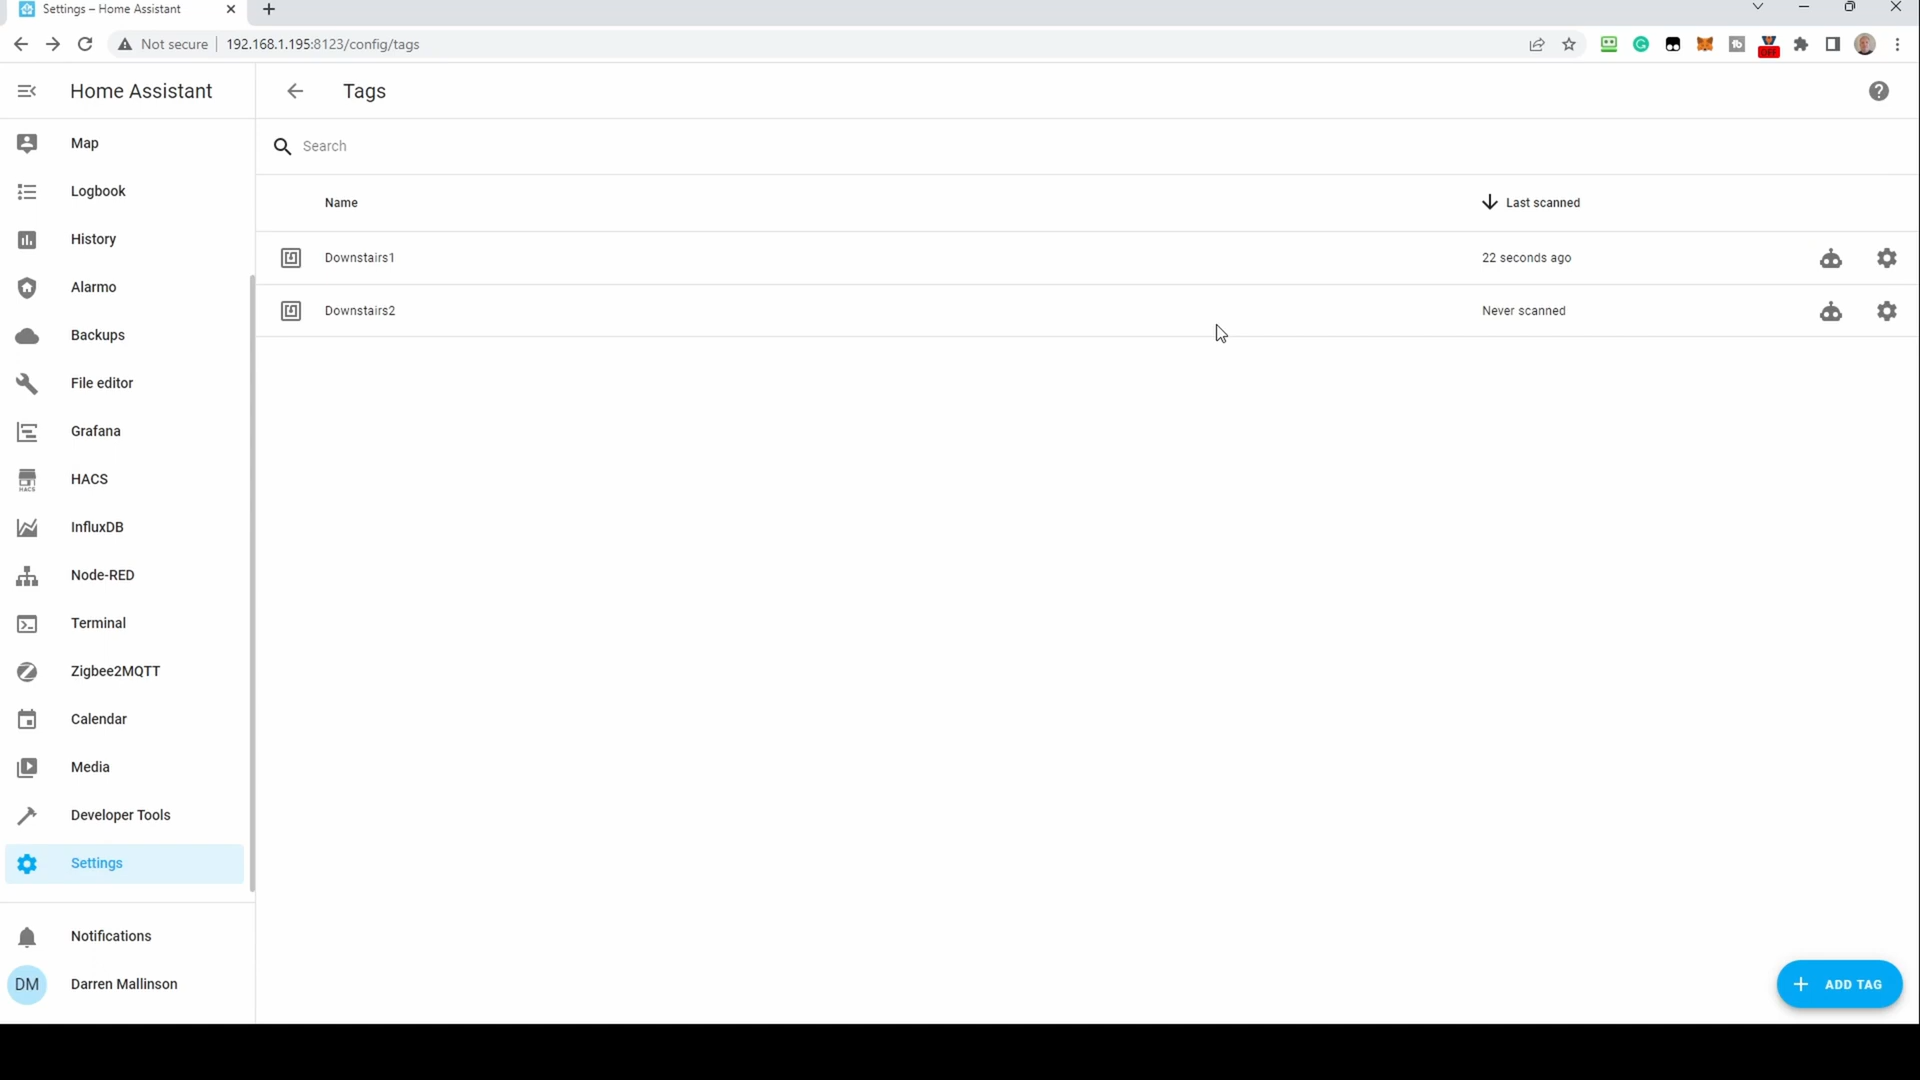 Settings – Home Assistant
Not secure
192.168.1.195:8123/config/tags
OFF
Home Assistant
Tags
Search
Map
Logbook
History
Alarmo
Backups
File editor
Grafana
HACS
HACS
InfluxDB
Node-RED
Terminal
Zigbee2MQTT
Calendar
Media
Developer Tools
Settings
Notifications
DM
Darren Mallinson
Name
Last scanned
Downstairs1
22 seconds ago
Downstairs2
Never scanned
ADD TAG